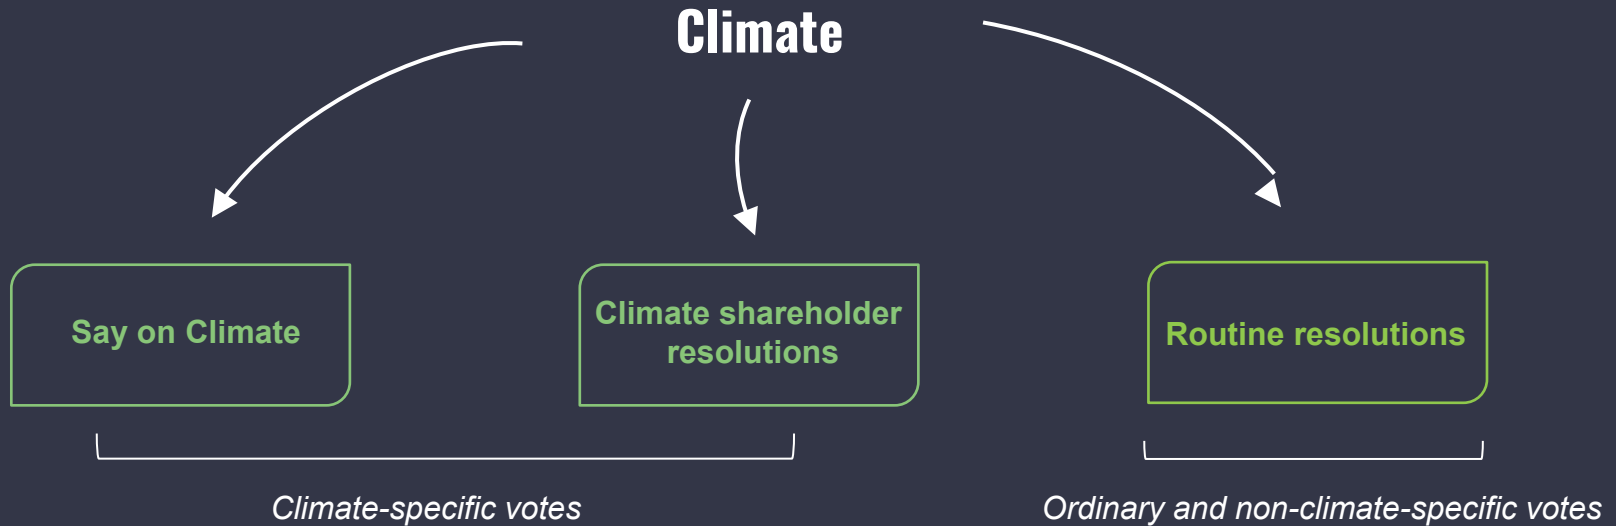 Climate
Say on Climate
Climate shareholder
resolutions
Routine resolutions
Climate-specific votes
Ordinary and non-climate-specific votes